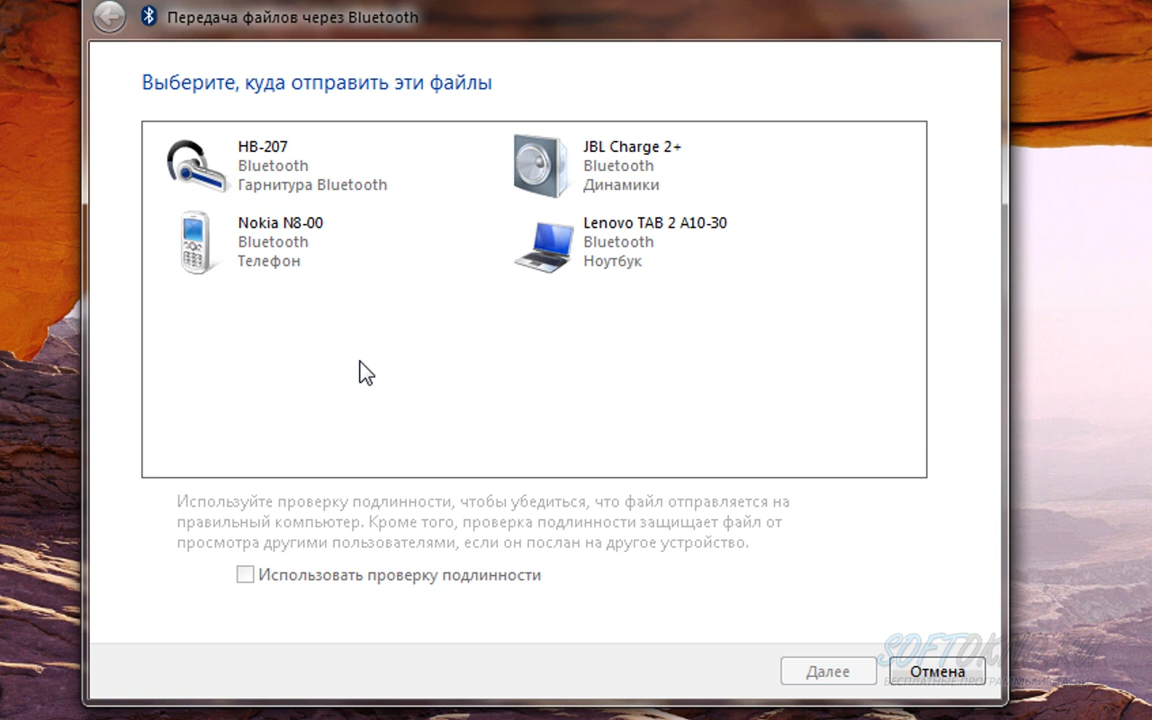 Передача файлов через Bluetooth
Выберите, куда отправить эти файлы
HB-207
Bluetooth
Гарнитура Bluetooth
JBL Charge 2+
Bluetooth
Динамики
Nokia N8-00
Bluetooth
Телефон
Lenovo TAB 2 A10-30
Bluetooth
Ноутбук
Используйте проверку подлинности, чтобы убедиться, что файл отправляется на
правильный компьютер. Кроме того, проверка подлинности защищает файл от
просмотра другими пользователями, если он послан на другое устройство.
Использовать проверку подлинности
Далее
Отмена